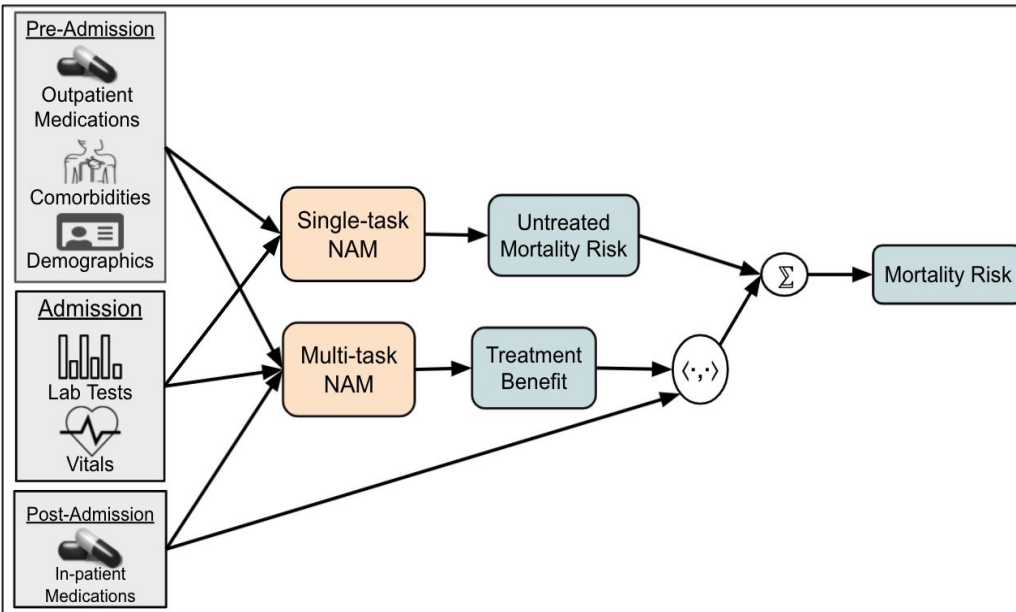 Pre-Admission
Outpatient
Medications
Comorbidities
Demographics
Admission
Lab Tests
Vitals
Post-Admission
In-patient
Medications
Single-task
NAM
Multi-task
NAM
Untreated
Mortality Risk
Treatment
Benefit
⟨·,·⟩
∑
Mortality Risk